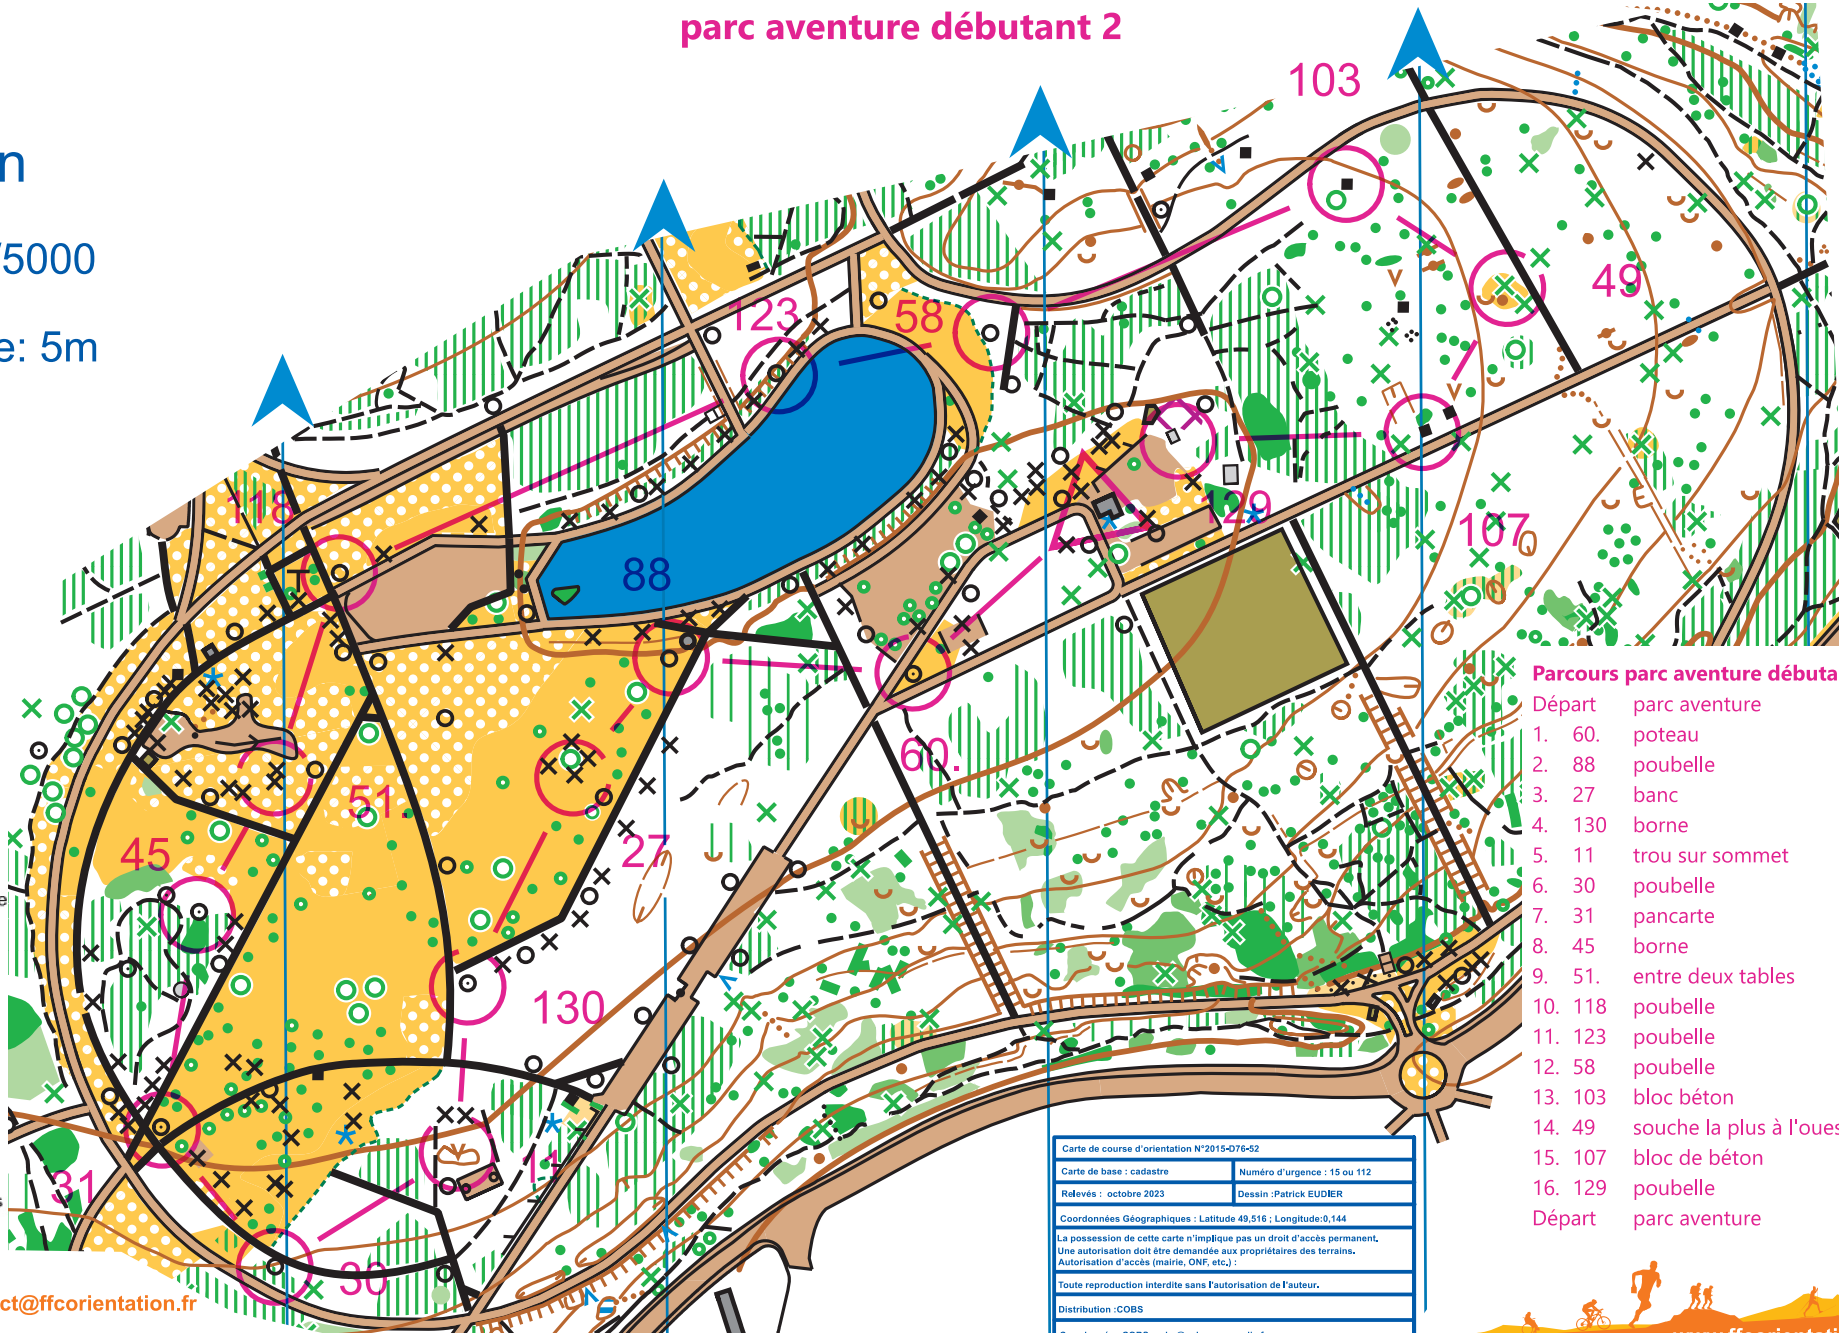 parc aventure débutant 2
n
/5000
e: 5m
103
49
123
58
118
129
107
88
60.
51.
45
27
130
11
31
30
Parcours parc aventure débuta
Départ parc aventure
1. 60. poteau
2. 88 poubelle
3. 27 banc
4. 130 borne
5. 11 trou sur sommet
6. 30 poubelle
7. 31 pancarte
8. 45 borne
9. 51. entre deux tables
10. 118 poubelle
11. 123 poubelle
12. 58 poubelle
13. 103 bloc béton
14. 49 souche la plus à l'oues
15. 107 bloc de béton
16. 129 poubelle
Départ parc aventure
Carte de course d'orientation N°2015-D76-52
Carte de base : cadastre
Numéro d'urgence : 15 ou 112
Relevés : octobre 2023
Dessin :Patrick EUDIER
Coordonnées Géographiques : Latitude 49,516 ; Longitude:0,144
La possession de cette carte n'implique pas un droit d'accès permanent.
Une autorisation doit être demandée aux propriétaires des terrains.
Autorisation d'accès (mairie, ONF, etc.) :
Toute reproduction interdite sans l'autorisation de l'auteur.
Distribution :COBS
ct@ffcorientation.fr